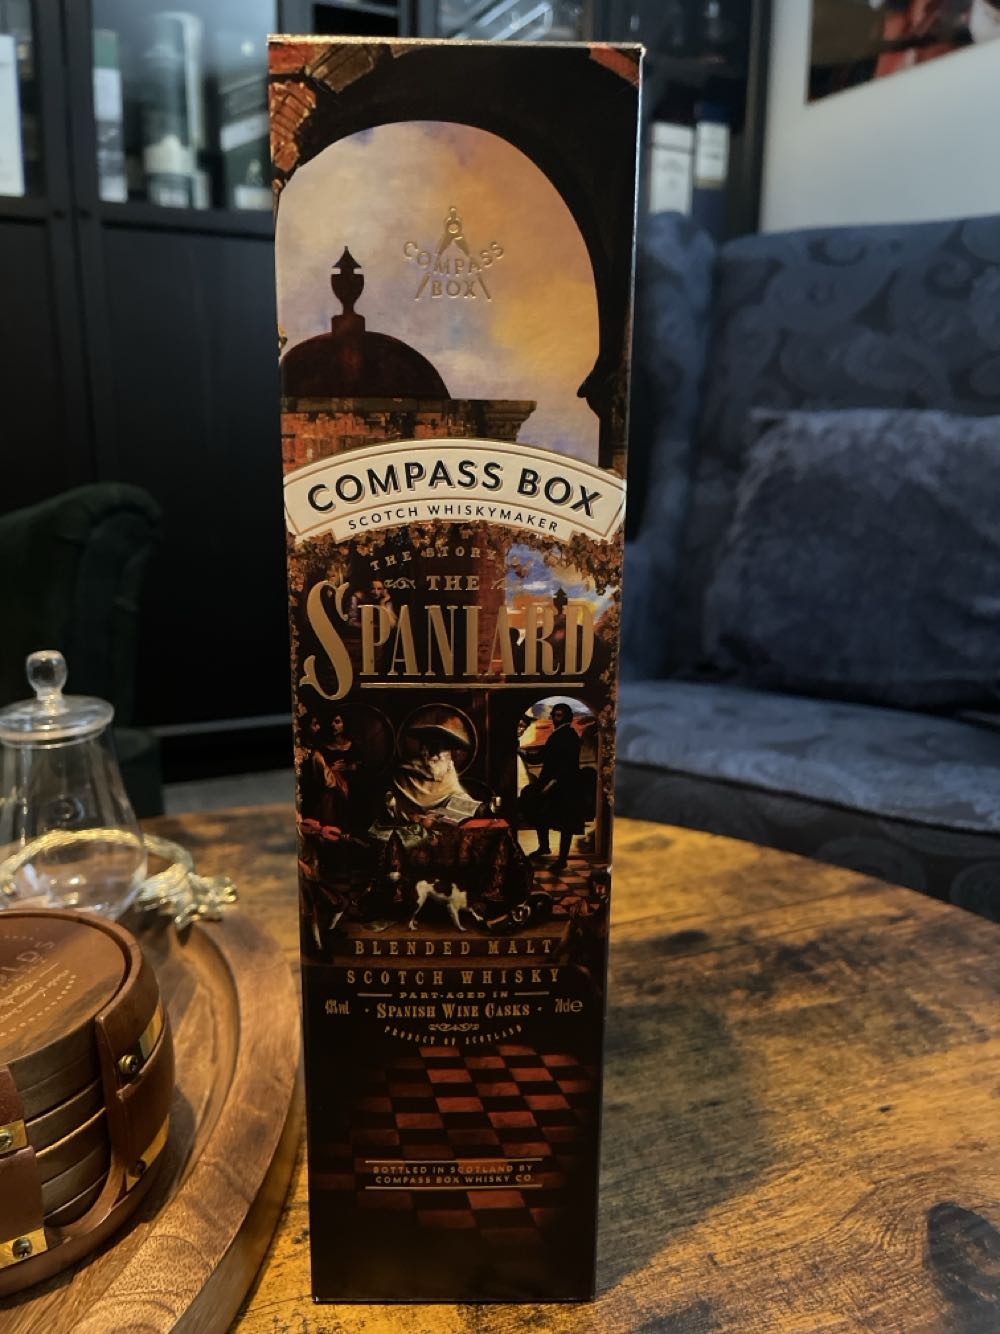 COMPASS
BOX
COMPASS BOX
SCOTCH WHISKYMAKER
THE STORY
THE
SPANIARD
BLENDED MALT
SCOTCH WHISKY
PART-AGED IN
43%vol. · SPANISH WINE CASKS · 70cl e
PRODUCT OF SCOTLAND
BOTTLED IN SCOTLAND BY
COMPASS BOX WHISKY CO.